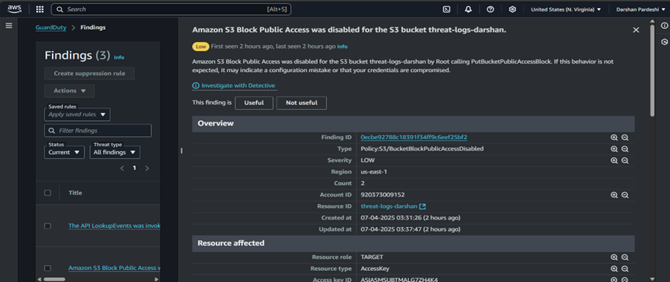 aws
Search
[Alt+S]
United States (N. Virginia)
Darshan Pardeshi
GuardDuty
Findings
Findings (3) Info
Create suppression rule
Actions
Saved rules
Apply saved rules
Filter findings
Status
Current
Threat type
All findings
1
Title
The API LookupEvents was invok
Amazon S3 Block Public Access w
Amazon S3 Block Public Access was disabled for the S3 bucket threat-logs-darshan.
Low First seen 2 hours ago, last seen 2 hours ago Info
Amazon S3 Block Public Access was disabled for the S3 bucket threat-logs-darshan by Root calling PutBucketPublicAccessBlock. If this behavior is not
expected, it may indicate a configuration mistake or that your credentials are compromised.
Investigate with Detective
This finding is Useful Not useful
Overview
Finding ID 0ecbe92788c18391f34ff9c6eef25bf2
Type Policy:S3/BucketBlockPublicAccessDisabled
Severity LOW
Region us-east-1
Count 2
Account ID 920373009152
Resource ID threat-logs-darshan
Created at 07-04-2025 03:31:26 (2 hours ago)
Updated at 07-04-2025 03:37:47 (2 hours ago)
Resource affected
Resource role TARGET
Resource type AccessKey
Access key ID